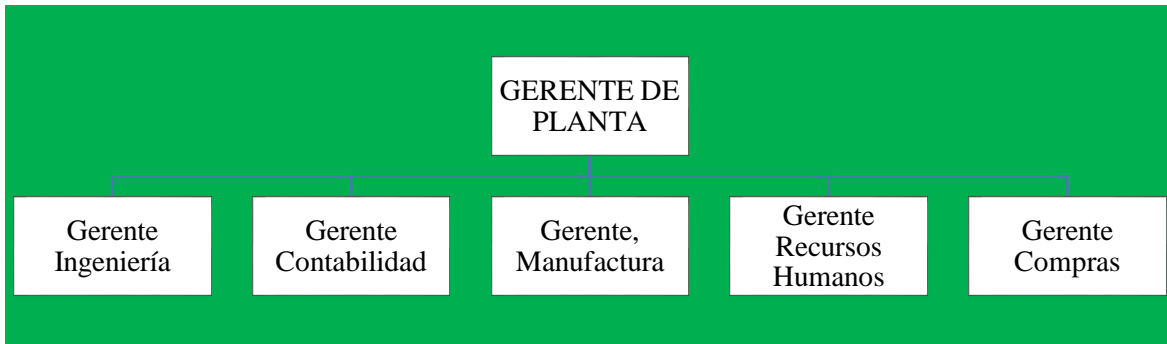 GERENTE DE
PLANTA
Gerente
Ingeniería
Gerente
Contabilidad
Gerente,
Manufactura
Gerente
Recursos
Humanos
Gerente
Compras